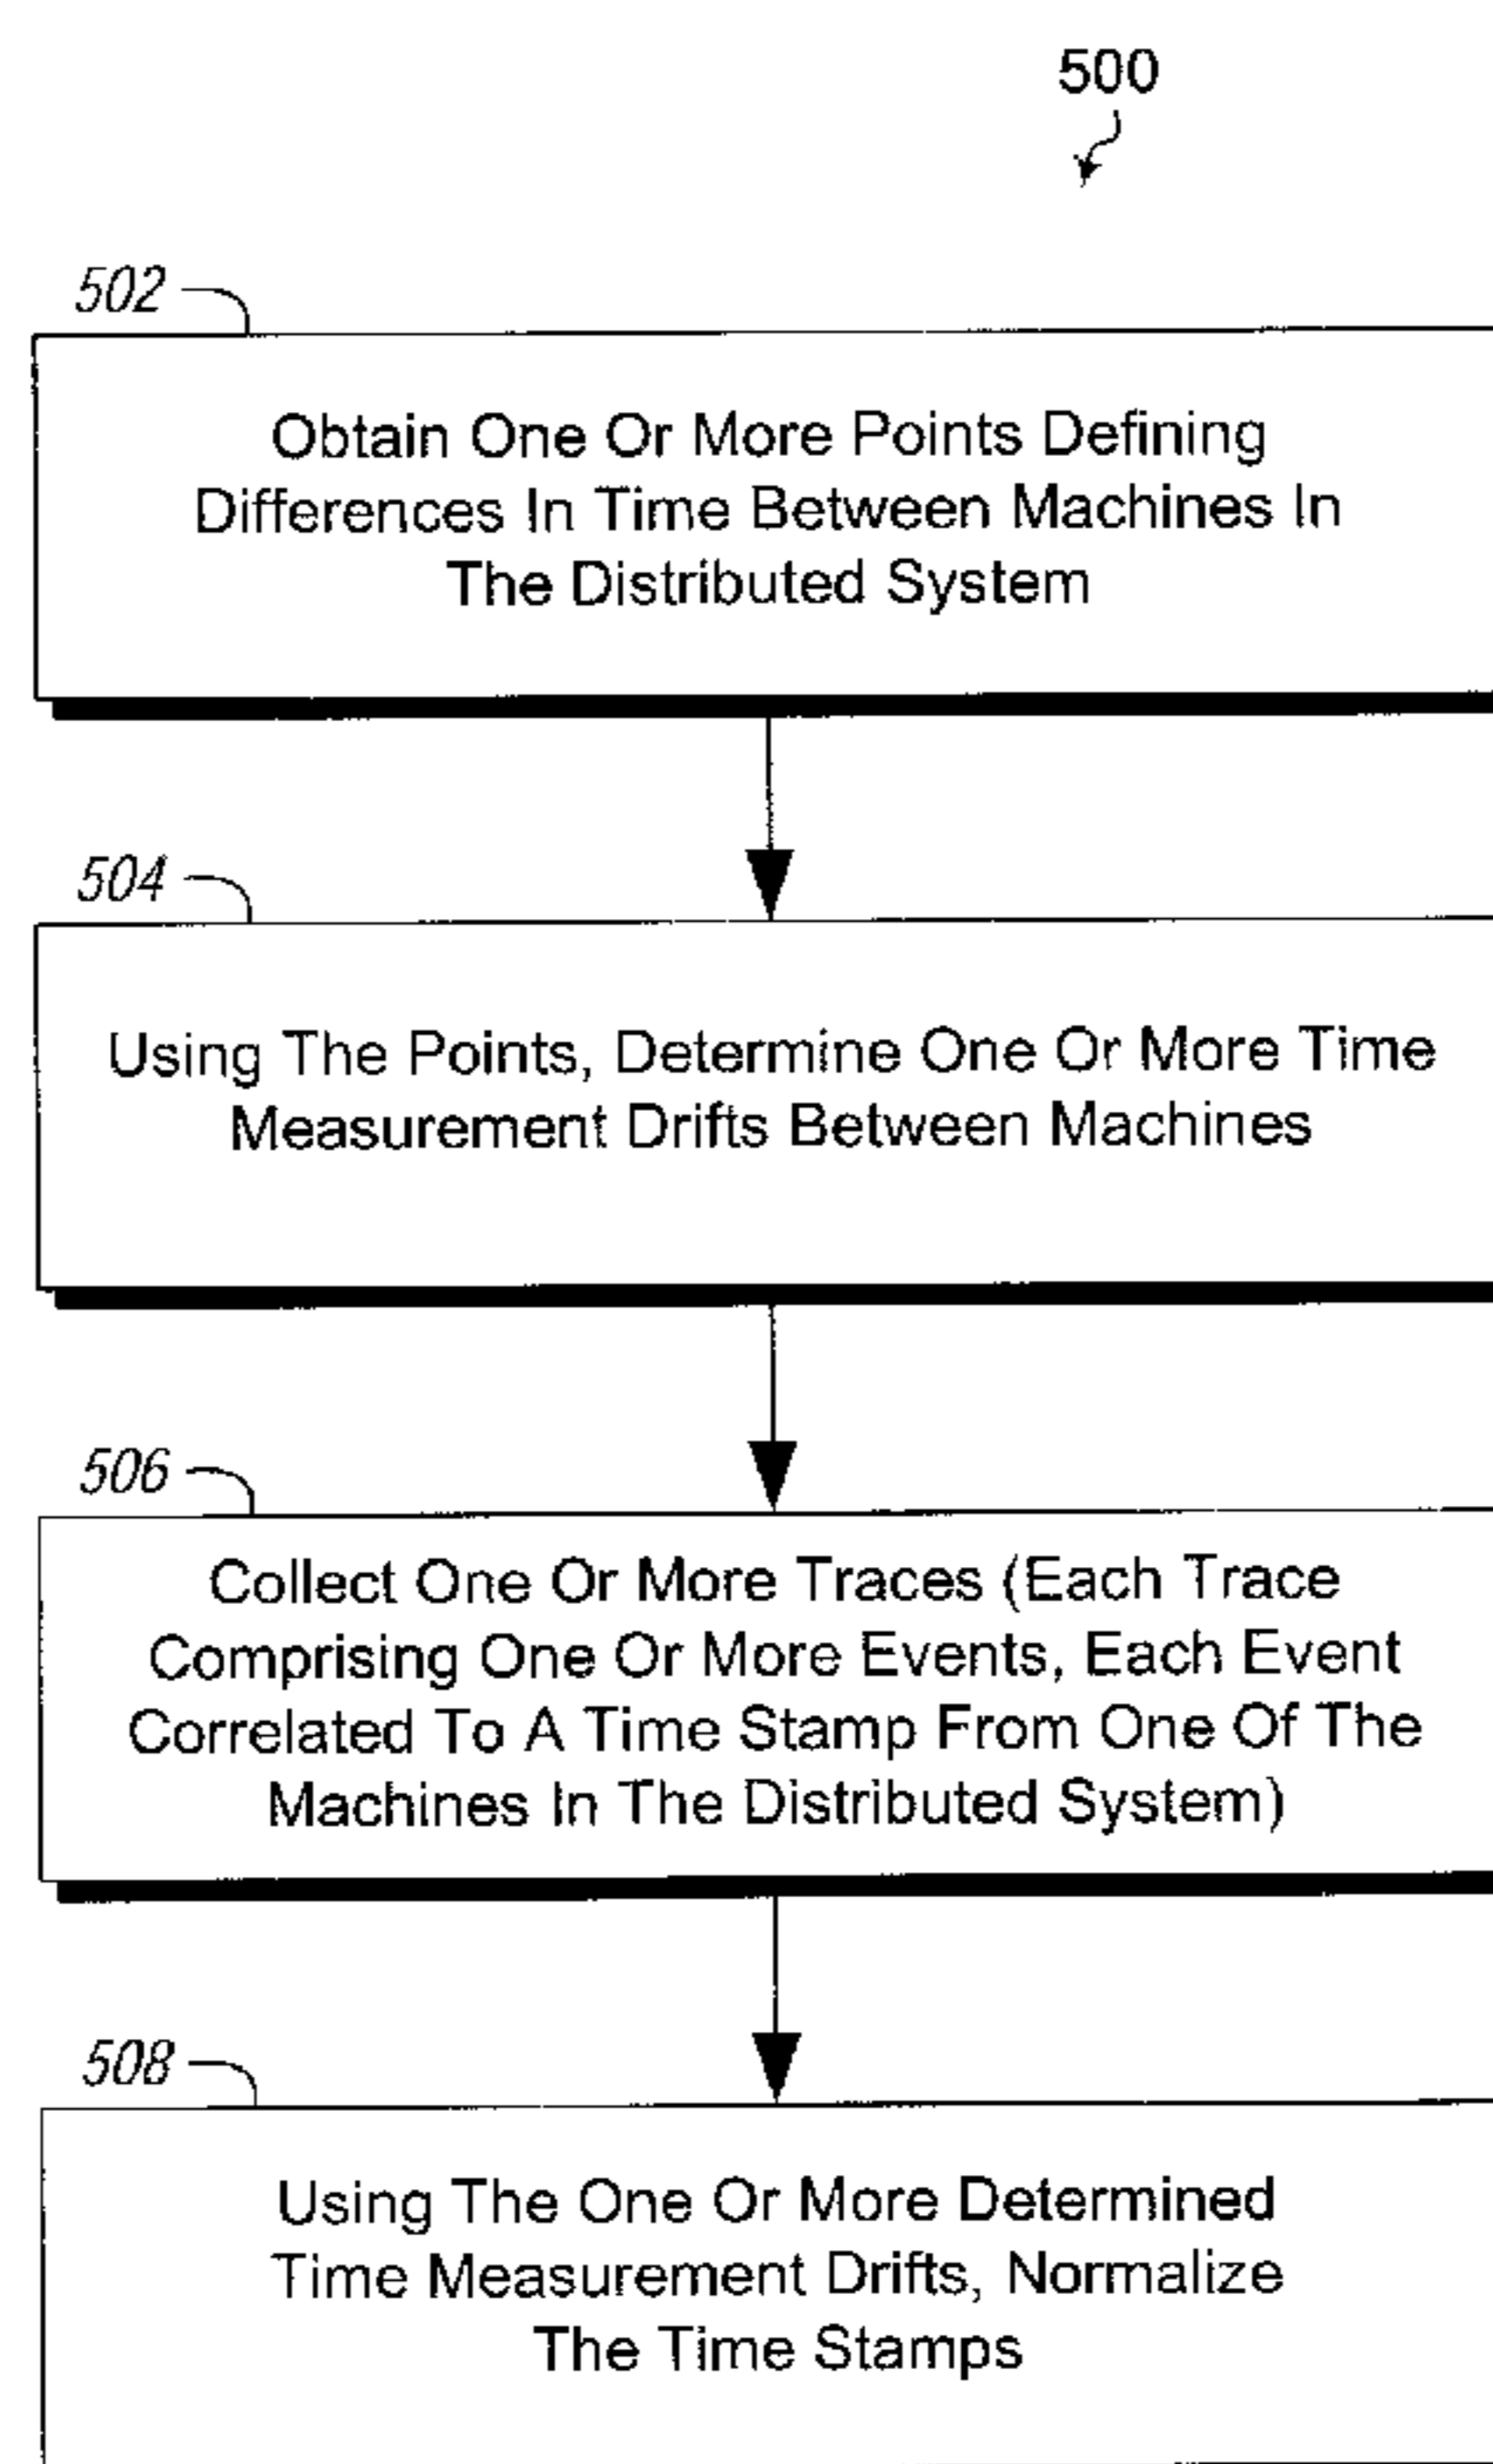 500
502
Obtain One Or More Points Defining
Differences In Time Between Machines In
The Distributed System
504
Using The Points, Determine One Or More Time
Measurement Drifts Between Machines
506
Collect One Or More Traces (Each Trace
Comprising One Or More Events, Each Event
Correlated To A Time Stamp From One Of The
Machines In The Distributed System)
508
Using The One Or More Determined
Time Measurement Drifts, Normalize
The Time Stamps